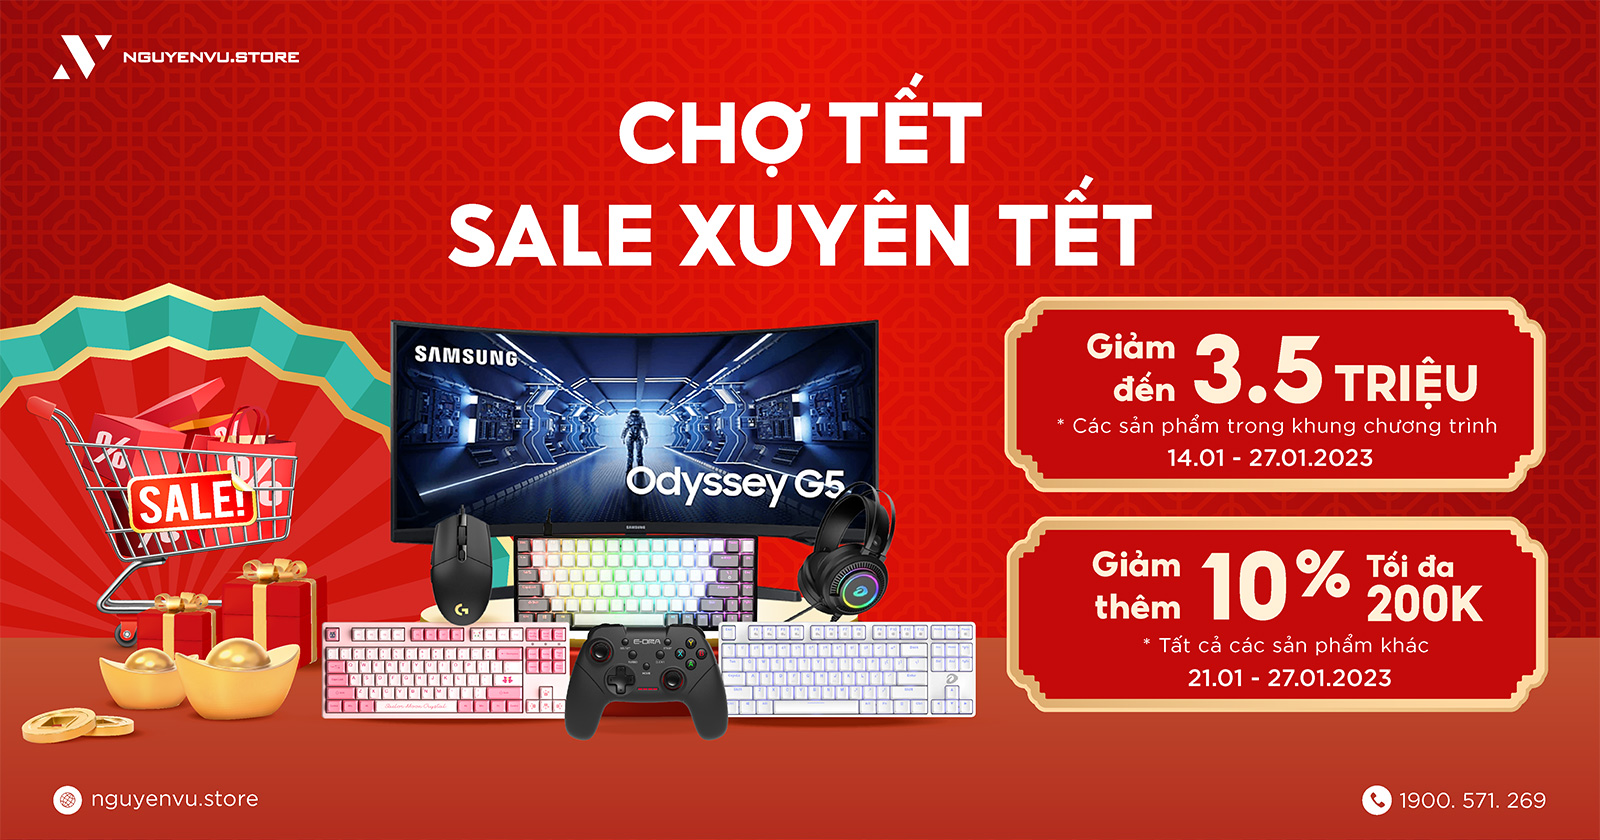 NGUYENVU.STORE
CHỢ TẾT
SALE XUYÊN TẾT
SAMSUNG
Odyssey G5
SAMSUNG
SALE!
%
%
G
E-DRA
Giảm đến 3.5 TRIỆU
* Các sản phẩm trong khung chương trình
14.01 - 27.01.2023
Giảm thêm 10% Tối đa 200K
* Tất cả các sản phẩm khác
21.01 - 27.01.2023
nguyenvu.store
1900. 571. 269